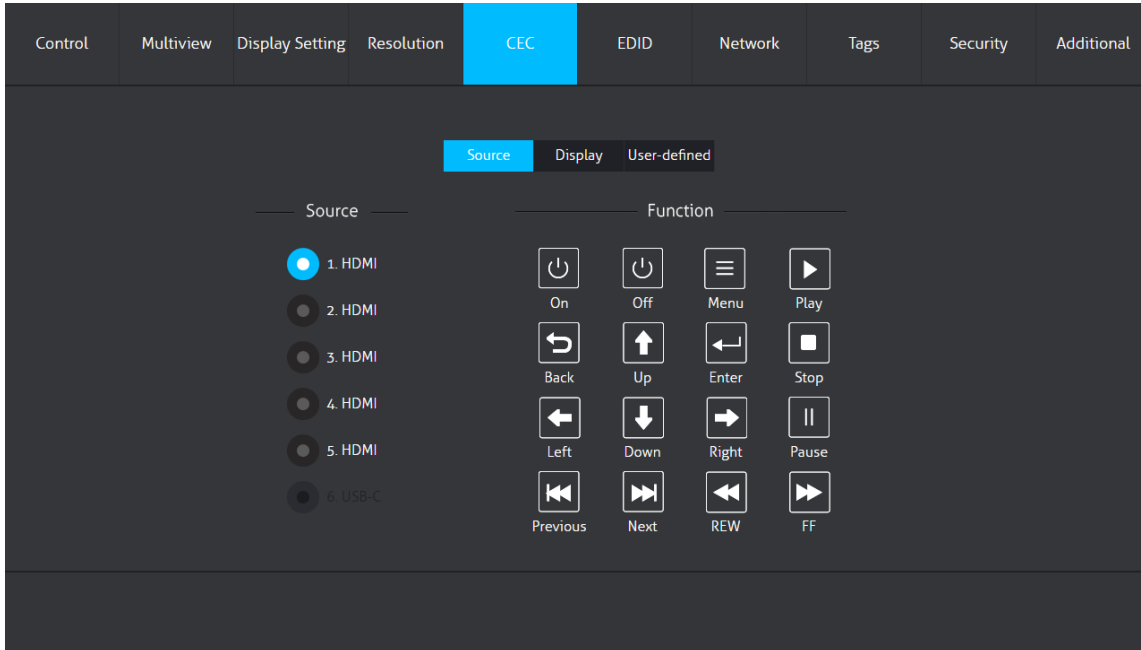 Control Multiview Display Setting Resolution CEC EDID Network Tags Security Additional
Source Display User-defined
Source
1. HDMI
2. HDMI
3. HDMI
4. HDMI
5. HDMI
6. USB-C
Function
On Off Menu Play
Back Up Enter Stop
Left Down Right Pause
Previous Next REW FF